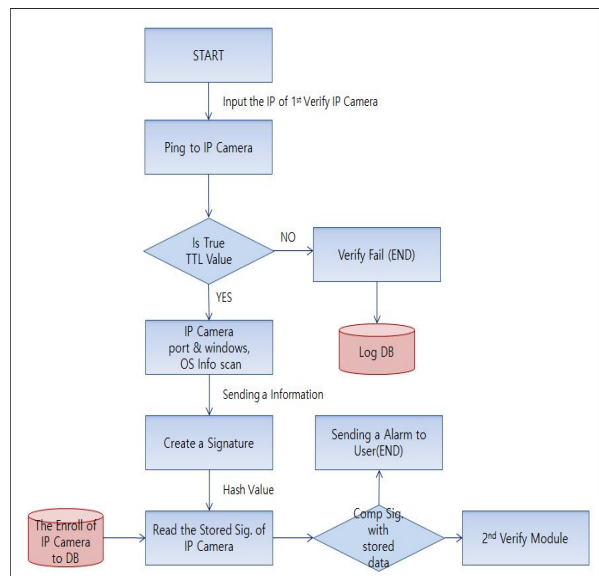 START
Input the IP of 1st Verify IP Camera
Ping to IP Camera
Is True
TTL Value
NO
Verify Fail (END)
YES
IP Camera
port & windows,
OS Info scan
Log DB
Sending a Information
Create a Signature
Sending a Alarm to
User(END)
Hash Value
The Enroll of
IP Camera
to DB
Read the Stored Sig. of
IP Camera
Comp Sig.
with
stored
data
2nd Verify Module